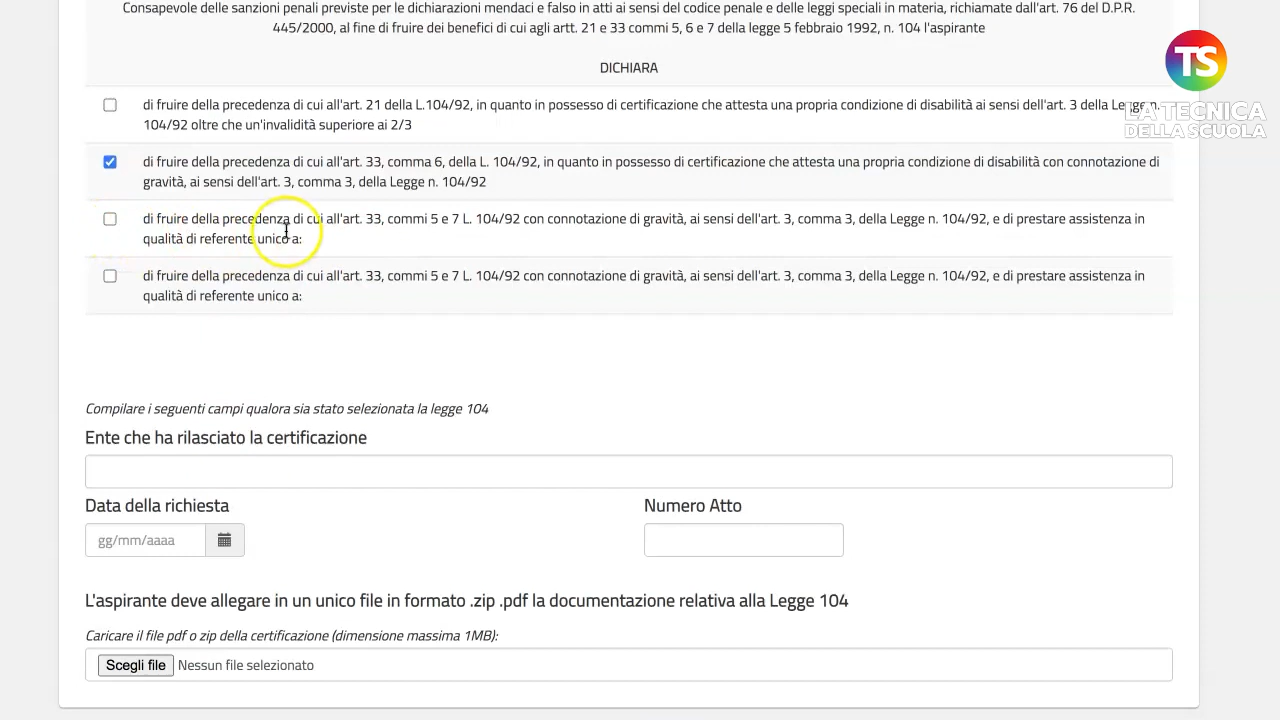 Consapevole delle sanzioni penali previste per le dichiarazioni mendaci e falso in atti ai sensi del codice penale e delle leggi speciali in materia, richiamate dall'art. 76 del D.P.R.
445/2000, al fine di fruire dei benefici di cui agli artt. 21 e 33 commi 5, 6 e 7 della legge 5 febbraio 1992, n. 104 l'aspirante
DICHIARA
TS
LA TECNICA
DELLA SCUOLA
di fruire della precedenza di cui all'art. 21 della L.104/92, in quanto in possesso di certificazione che attesta una propria condizione di disabilità ai sensi dell'art. 3 della Legge n.
104/92 oltre che un'invalidità superiore ai 2/3
di fruire della precedenza di cui all'art. 33, comma 6, della L. 104/92, in quanto in possesso di certificazione che attesta una propria condizione di disabilità con connotazione di
gravità, ai sensi dell'art. 3, comma 3, della Legge n. 104/92
di fruire della precedenza di cui all'art. 33, commi 5 e 7 L. 104/92 con connotazione di gravità, ai sensi dell'art. 3, comma 3, della Legge n. 104/92, e di prestare assistenza in
qualità di referente unico a:
di fruire della precedenza di cui all'art. 33, commi 5 e 7 L. 104/92 con connotazione di gravità, ai sensi dell'art. 3, comma 3, della Legge n. 104/92, e di prestare assistenza in
qualità di referente unico a:
Compilare i seguenti campi qualora sia stato selezionata la legge 104
Ente che ha rilasciato la certificazione
Data della richiesta
Numero Atto
gg/mm/aaaa
L'aspirante deve allegare in un unico file in formato .zip .pdf la documentazione relativa alla Legge 104
Caricare il file pdf o zip della certificazione (dimensione massima 1MB):
Scegli file Nessun file selezionato